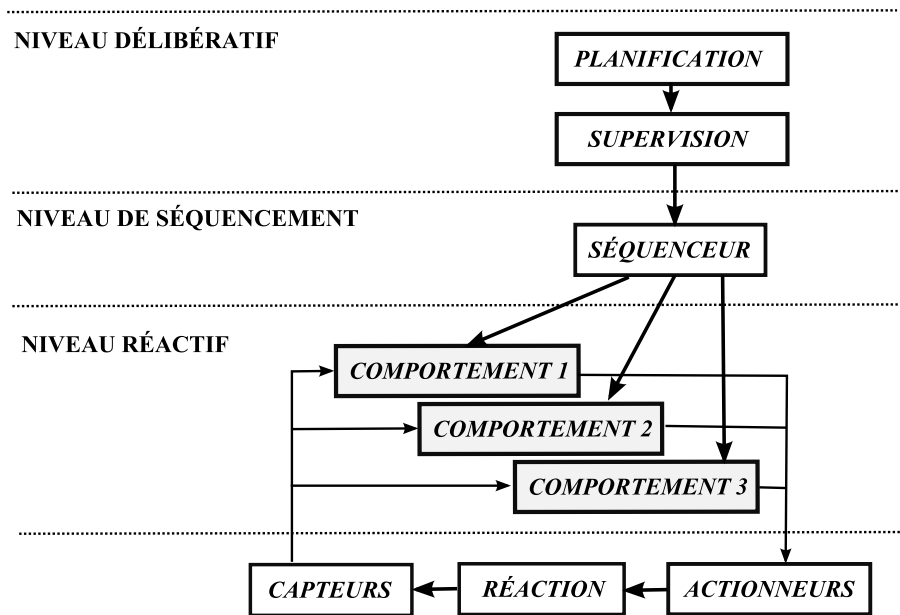 NIVEAU DÉLIBÉRATIF
PLANIFICATION
SUPERVISION
NIVEAU DE SÉQUENCEMENT
SÉQUENCEUR
NIVEAU RÉACTIF
COMPORTEMENT 1
COMPORTEMENT 2
COMPORTEMENT 3
CAPTEURS
RÉACTION
ACTIONNEURS